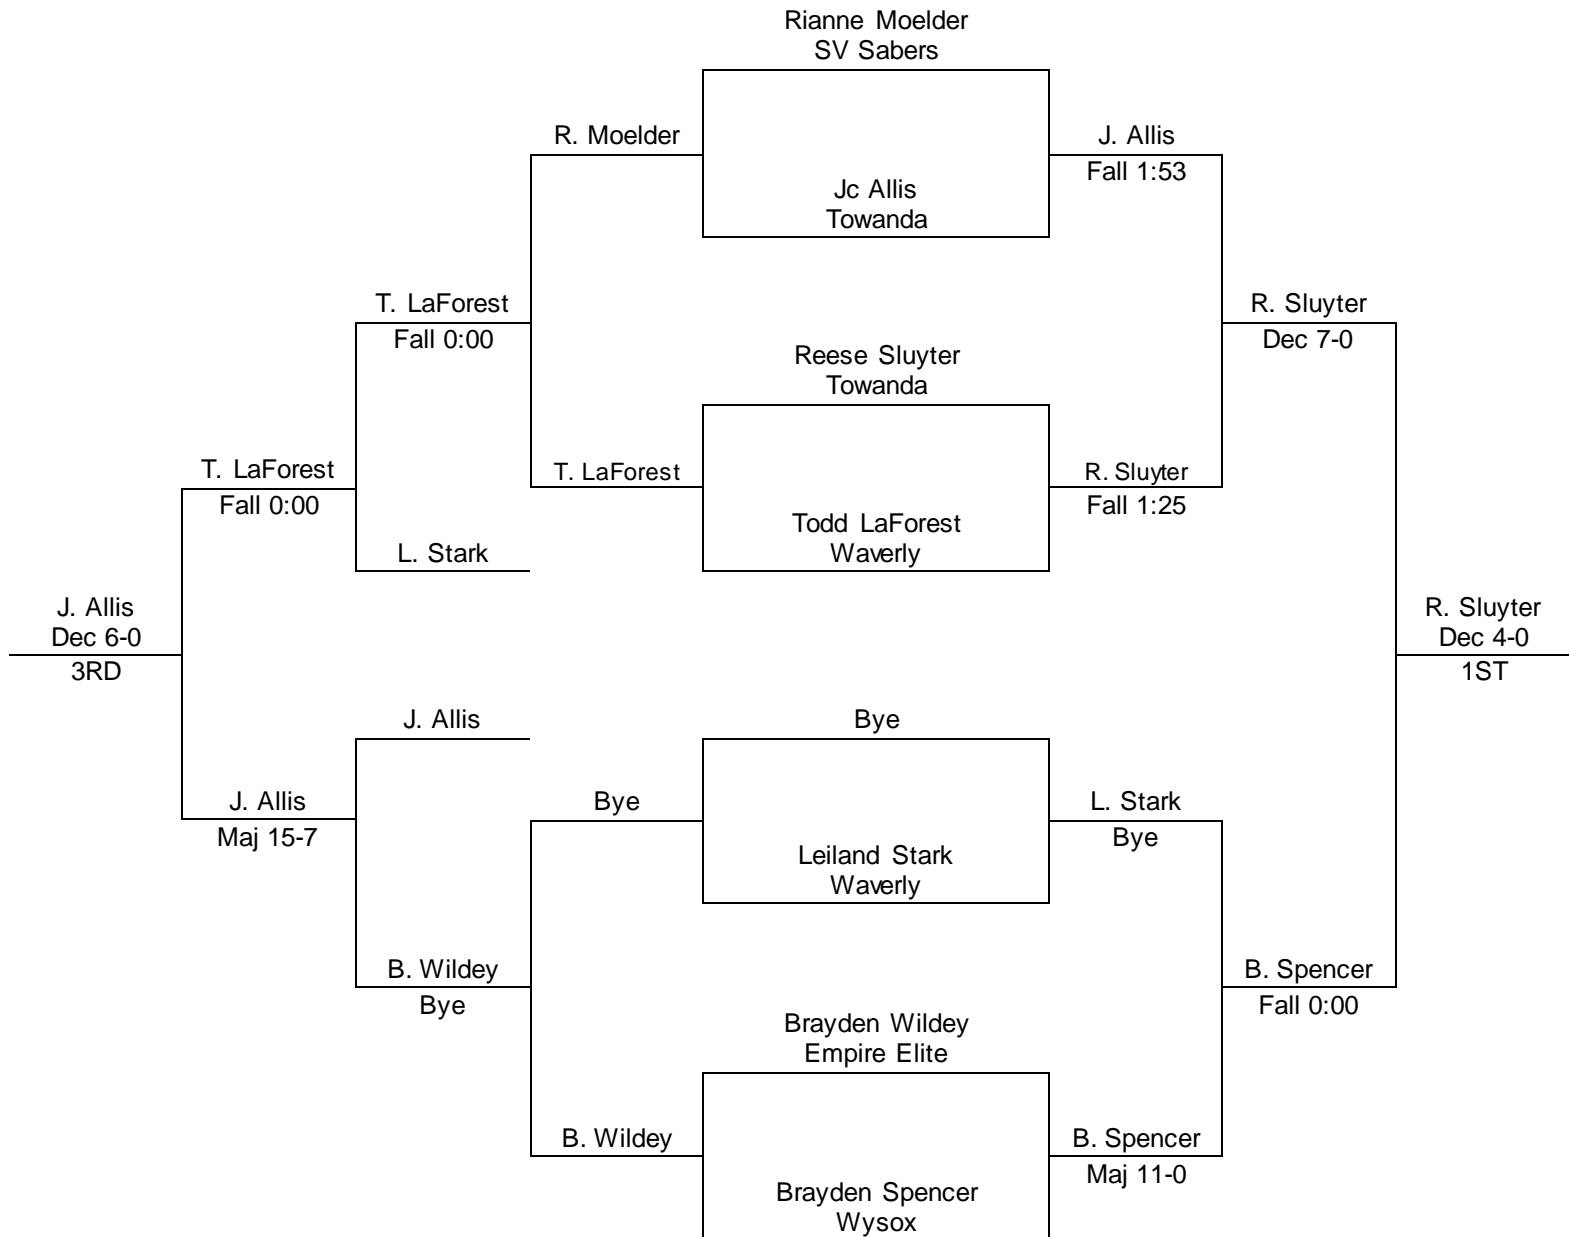 Rianne Moelder
SV Sabers
R. Moelder
J. Allis
Fall 1:53
Jc Allis
Towanda
T. LaForest
Fall 0:00
R. Sluyter
Dec 7-0
Reese Sluyter
Towanda
T. LaForest
Fall 0:00
T. LaForest
R. Sluyter
Fall 1:25
Todd LaForest
Waverly
L. Stark
J. Allis
Dec 6-0
3RD
R. Sluyter
Dec 4-0
1ST
J. Allis
Bye
J. Allis
Maj 15-7
Bye
L. Stark
Bye
Leiland Stark
Waverly
B. Wildey
Bye
B. Spencer
Fall 0:00
Brayden Wildey
Empire Elite
B. Wildey
B. Spencer
Maj 11-0
Brayden Spencer
Wysox